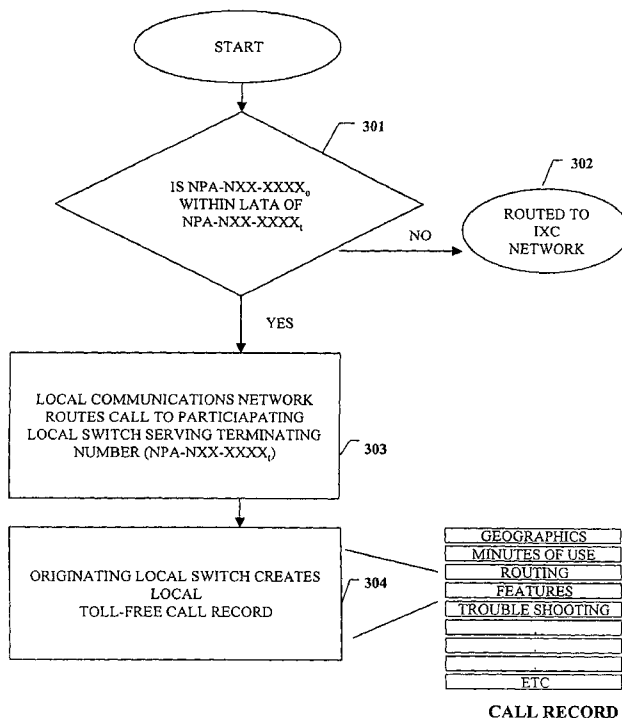 START
301
IS NPA-NXX-XXXXo
WITHIN LATA OF
NPA-NXX-XXXXt
302
ROUTED TO
IXC
NETWORK
NO
YES
LOCAL COMMUNICATIONS NETWORK
ROUTES CALL TO PARTICIAPATING
LOCAL SWITCH SERVING TERMINATING
NUMBER (NPA-NXX-XXXXt)
303
ORIGINATING LOCAL SWITCH CREATES
LOCAL
TOLL-FREE CALL RECORD
304
GEOGRAPHICS
MINUTES OF USE
ROUTING
FEATURES
TROUBLE SHOOTING
.
.
.
ETC
CALL RECORD